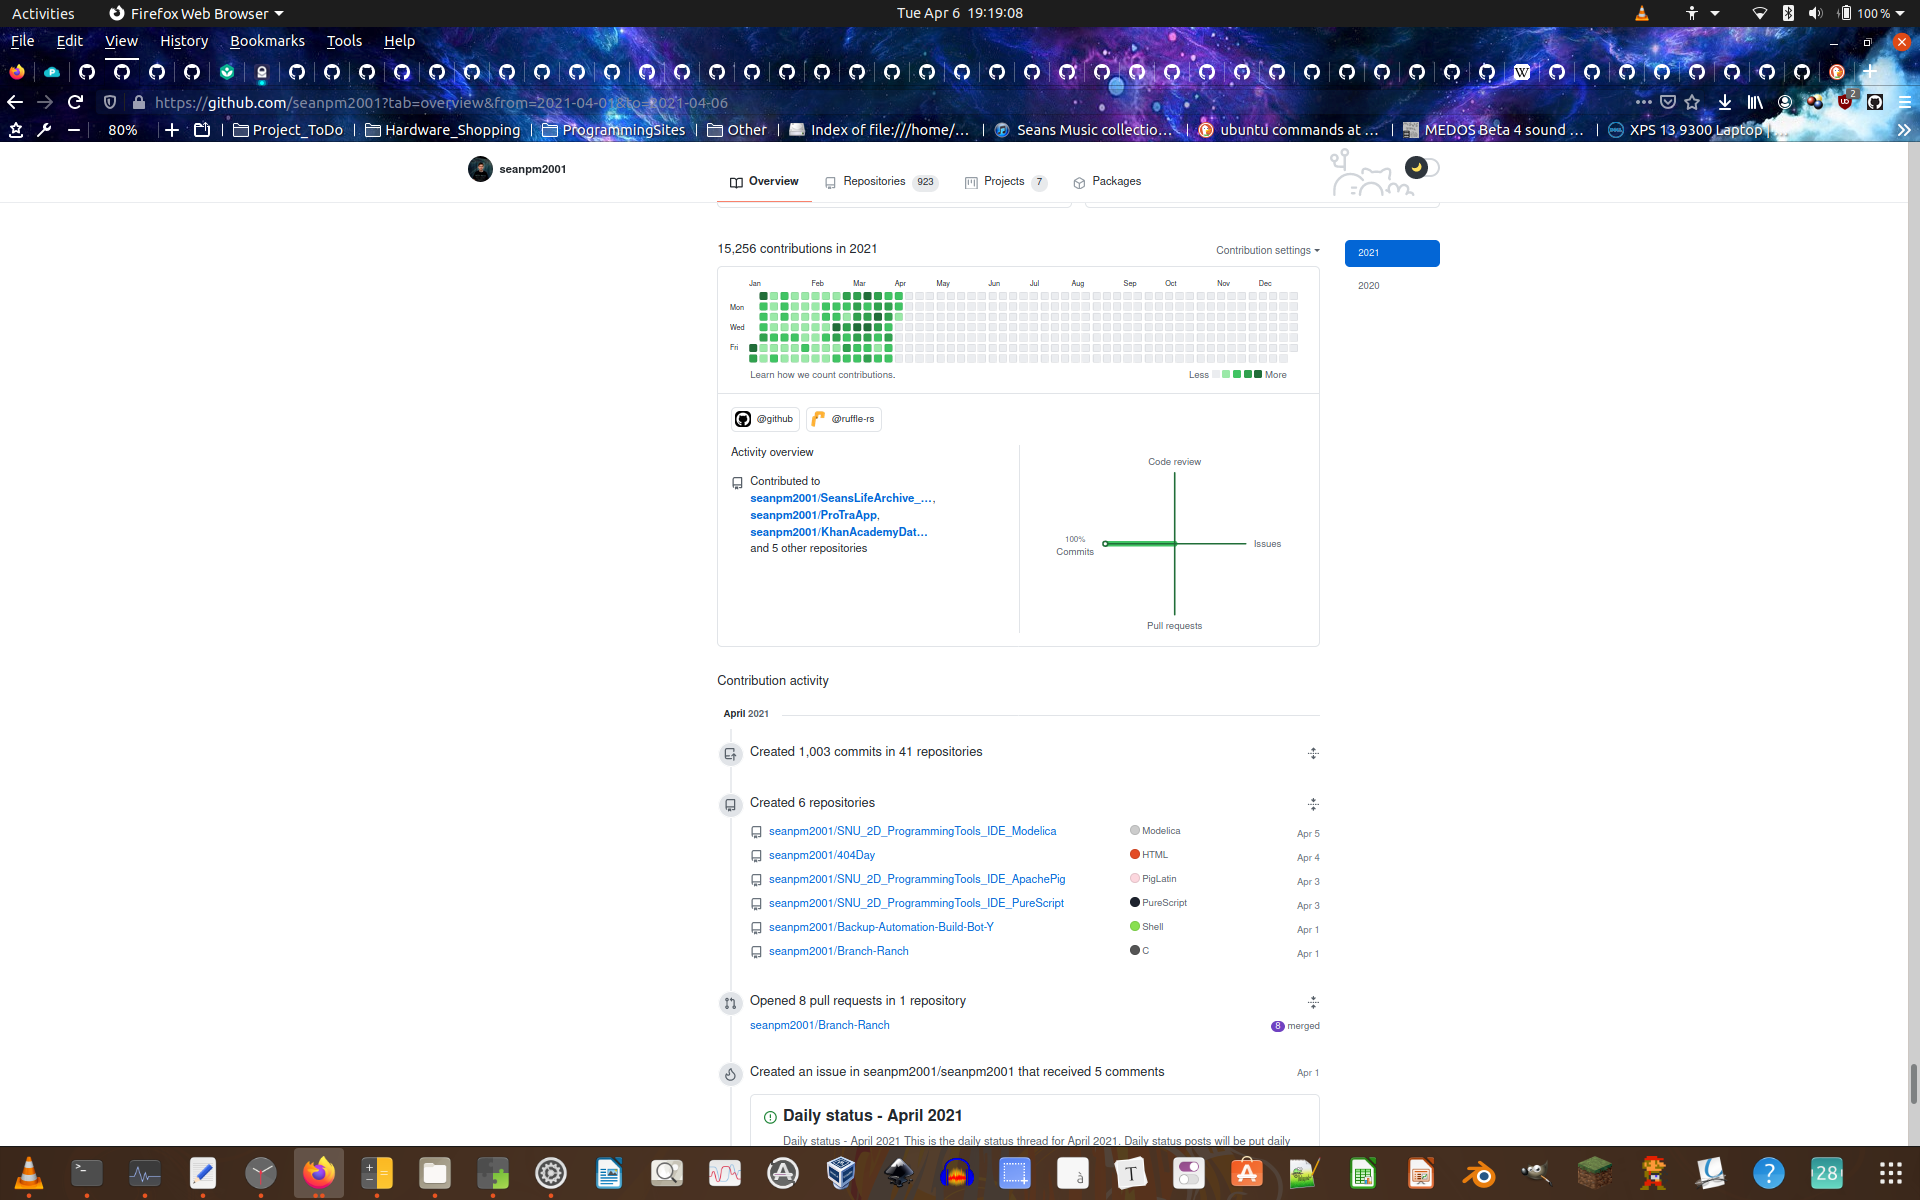 Activities
Firefox Web Browser
Tue Apr 6 19:19:08
100 %
File Edit View History Bookmarks Tools Help
https://github.com/seanpm2001?tab=overview&from=2021-04-01&to=2021-04-06
2
80%
Project_ToDo
Hardware_Shopping
ProgrammingSites
Other
Index of file:///home/…
Seans Music collectio…
ubuntu commands at …
MEDOS Beta 4 sound …
XPS 13 9300 Laptop | …
seanpm2001
Overview
Repositories 923
Projects 7
Packages
15,256 contributions in 2021
Contribution settings
2021
2020
Jan Feb Mar Apr May Jun Jul Aug Sep Oct Nov Dec
Mon
Wed
Fri
Learn how we count contributions.
Less More
@github
@ruffle-rs
Activity overview
Contributed to
seanpm2001/SeansLifeArchive_…,
seanpm2001/ProTraApp,
seanpm2001/KhanAcademyDat…
and 5 other repositories
Code review
100%
Commits
Issues
Pull requests
Contribution activity
April 2021
Created 1,003 commits in 41 repositories
Created 6 repositories
seanpm2001/SNU_2D_ProgrammingTools_IDE_Modelica Modelica Apr 5
seanpm2001/404Day HTML Apr 4
seanpm2001/SNU_2D_ProgrammingTools_IDE_ApachePig PigLatin Apr 3
seanpm2001/SNU_2D_ProgrammingTools_IDE_PureScript PureScript Apr 3
seanpm2001/Backup-Automation-Build-Bot-Y Shell Apr 1
seanpm2001/Branch-Ranch C Apr 1
Opened 8 pull requests in 1 repository
seanpm2001/Branch-Ranch 8 merged
Created an issue in seanpm2001/seanpm2001 that received 5 comments Apr 1
Daily status - April 2021
Daily status - April 2021 This is the daily status thread for April 2021. Daily status posts will be put daily
28